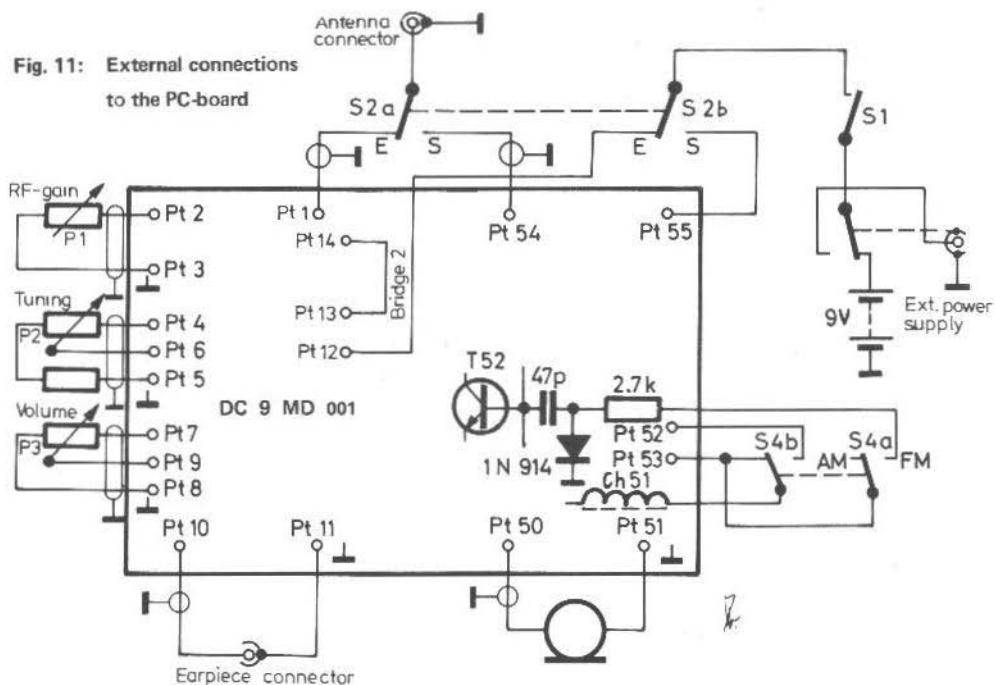 Antenna
connector
Fig. 11: External connections
to the PC-board
S2a
S2b
S1
E S
E S
RF-gain
P1
Pt 2
Pt 1
Pt 54
Pt 55
Pt 14
Pt 3
Bridge 2
Tuning
Pt 13
P2
Pt 4
Pt 6
Pt 12
9V
Ext. power
supply
Pt 5
T52
47p
2.7k
DC 9 MD 001
Volume
P3
Pt 7
Pt 52
S4b
S4a
Pt 9
1N 914
Pt 53
AM
FM
Pt 8
Ch 51
Pt 10
Pt 11
Pt 50
Pt 51
Earpiece connector